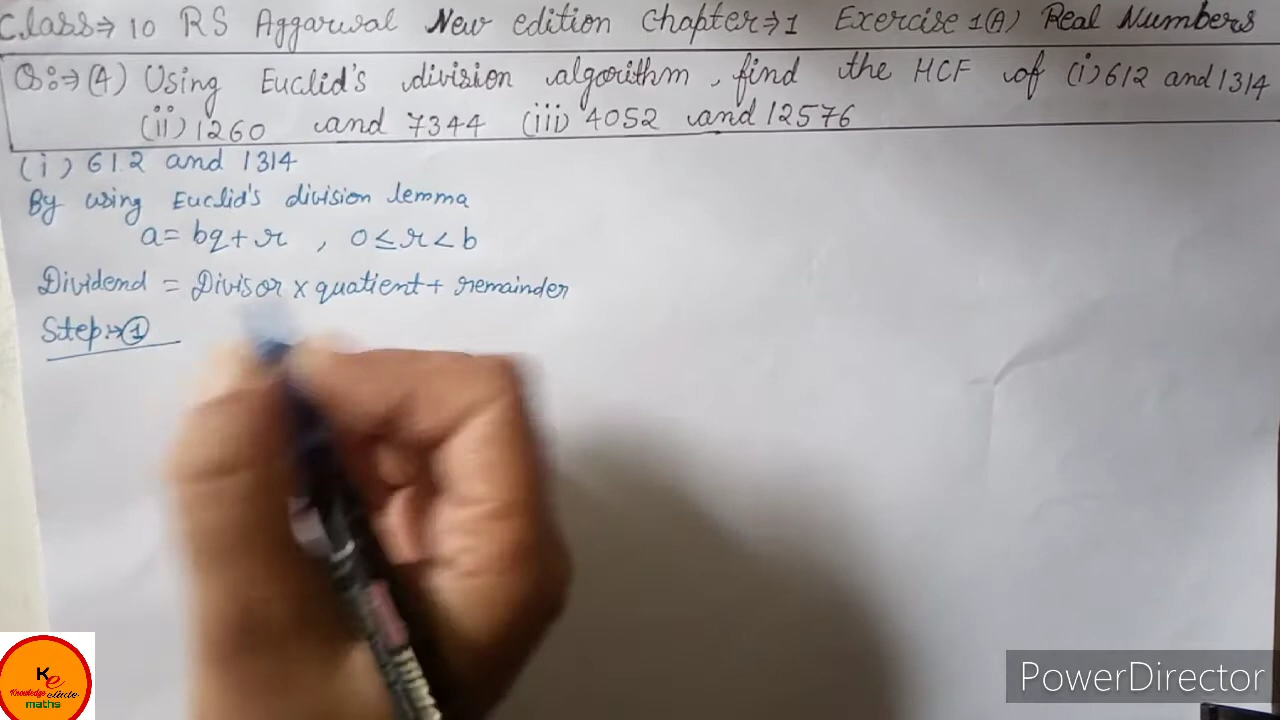 Class⇒ 10 RS Aggarwal New edition Chapter⇒1 Exercise 1(A) Real Numbers
Q:⇒(4) Using Euclid's division algorithm, find the HCF of (i) 612 and 1314
(ii) 1260 and 7344 (iii) 4052 and 12576
(i) 612 and 1314
By using Euclid's division lemma
a= bq + r , 0≤r<b
Dividend = Divisor × quatient + remainder
Step:→①
Ke
Knowledge
maths
PowerDirector